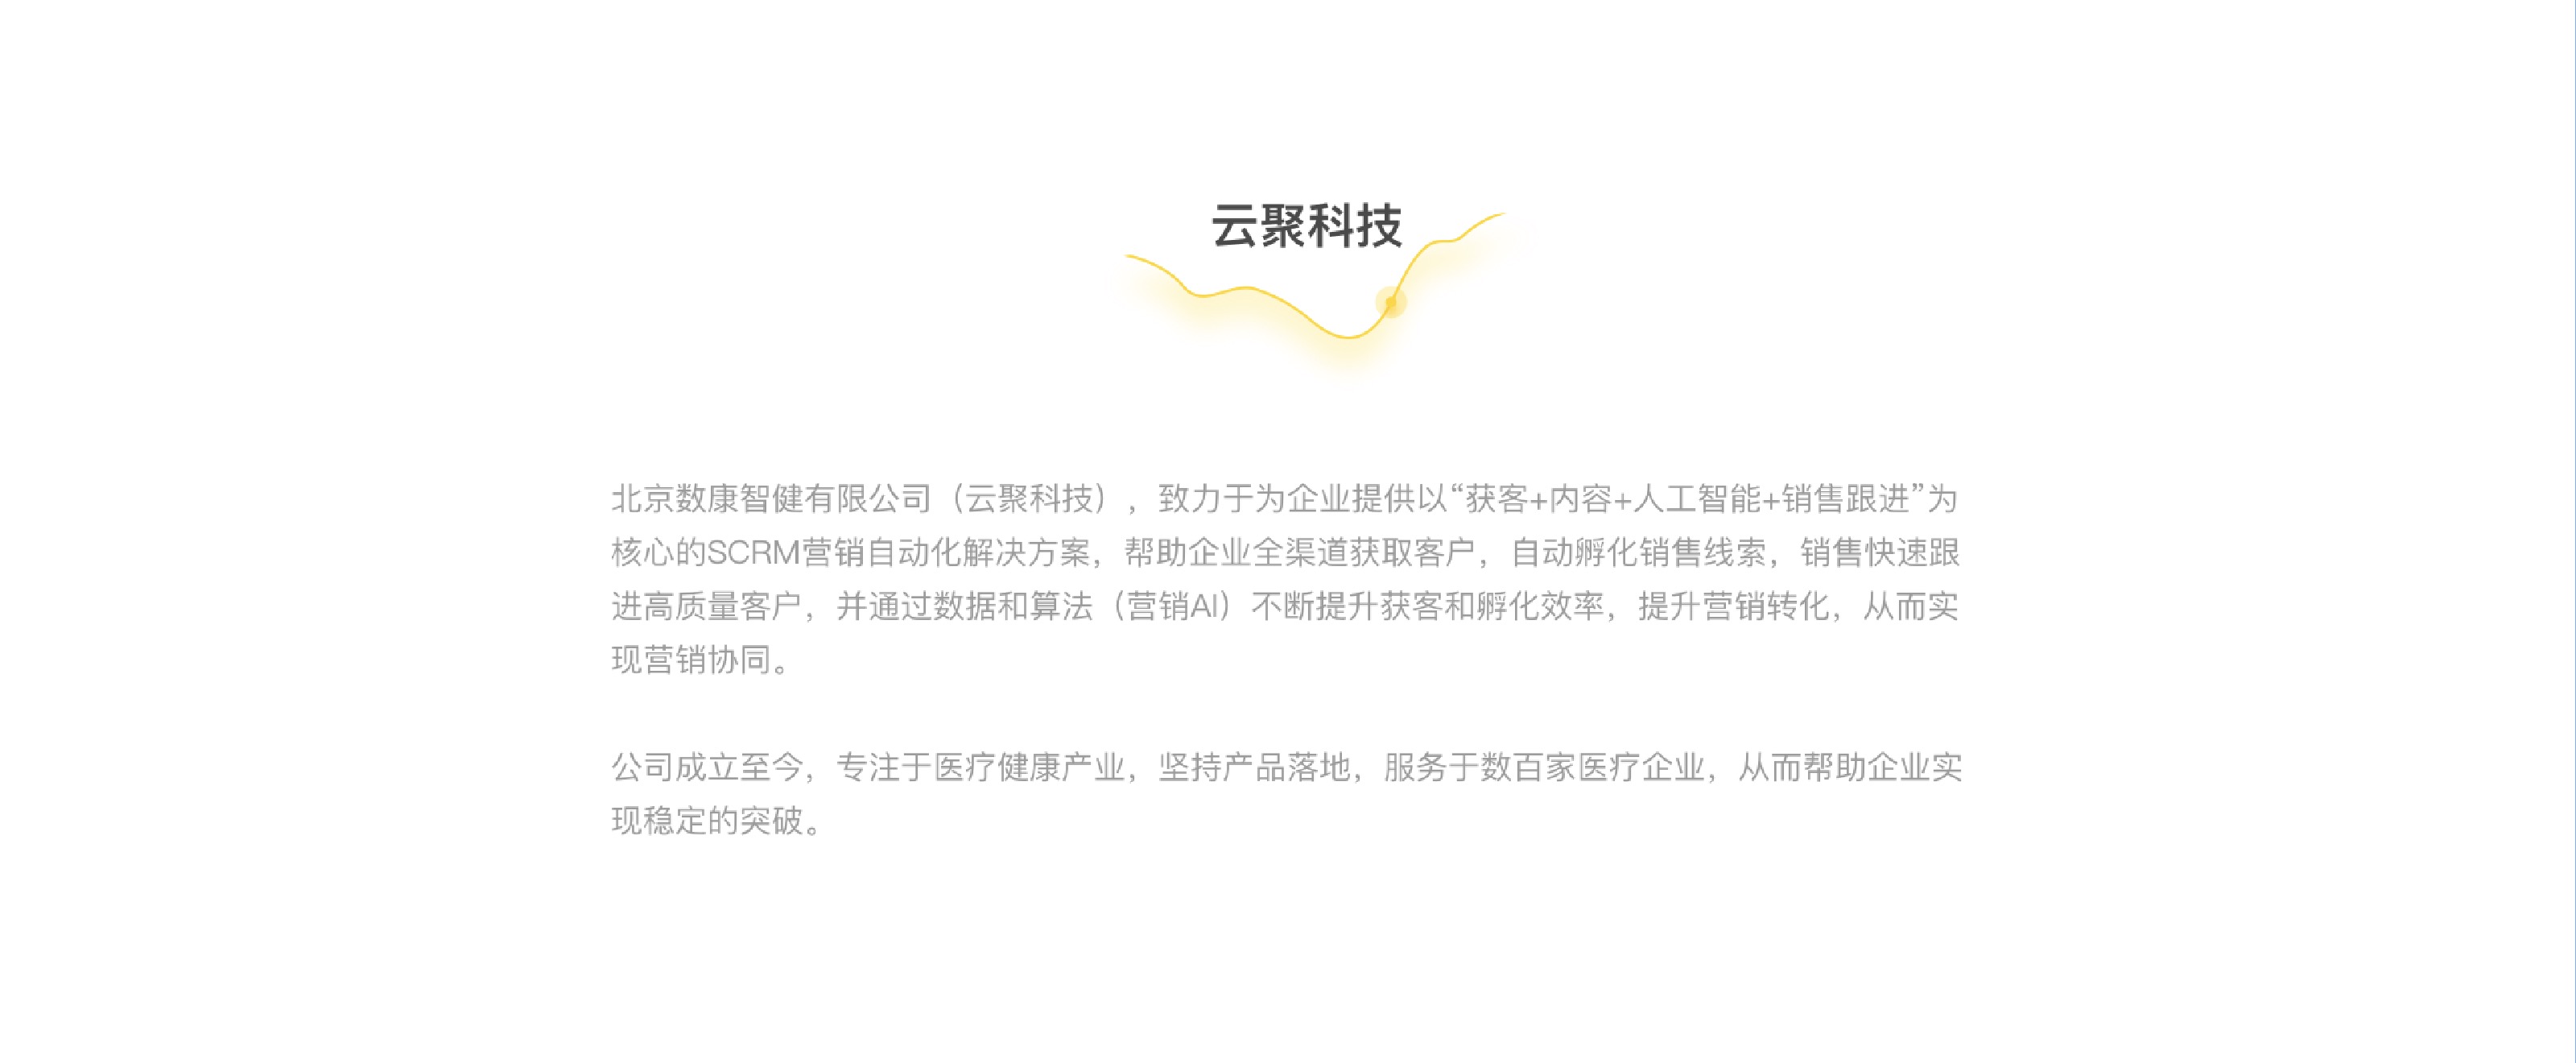 云聚科技
北京数康智健有限公司（云聚科技），致力于为企业提供以“获客+内容+人工智能+销售跟进”为
核心的SCRM营销自动化解决方案，帮助企业全渠道获取客户，自动孵化销售线索，销售快速跟
进高质量客户，并通过数据和算法（营销AI）不断提升获客和孵化效率，提升营销转化，从而实
现营销协同。
公司成立至今，专注于医疗健康产业，坚持产品落地，服务于数百家医疗企业，从而帮助企业实
现稳定的突破。